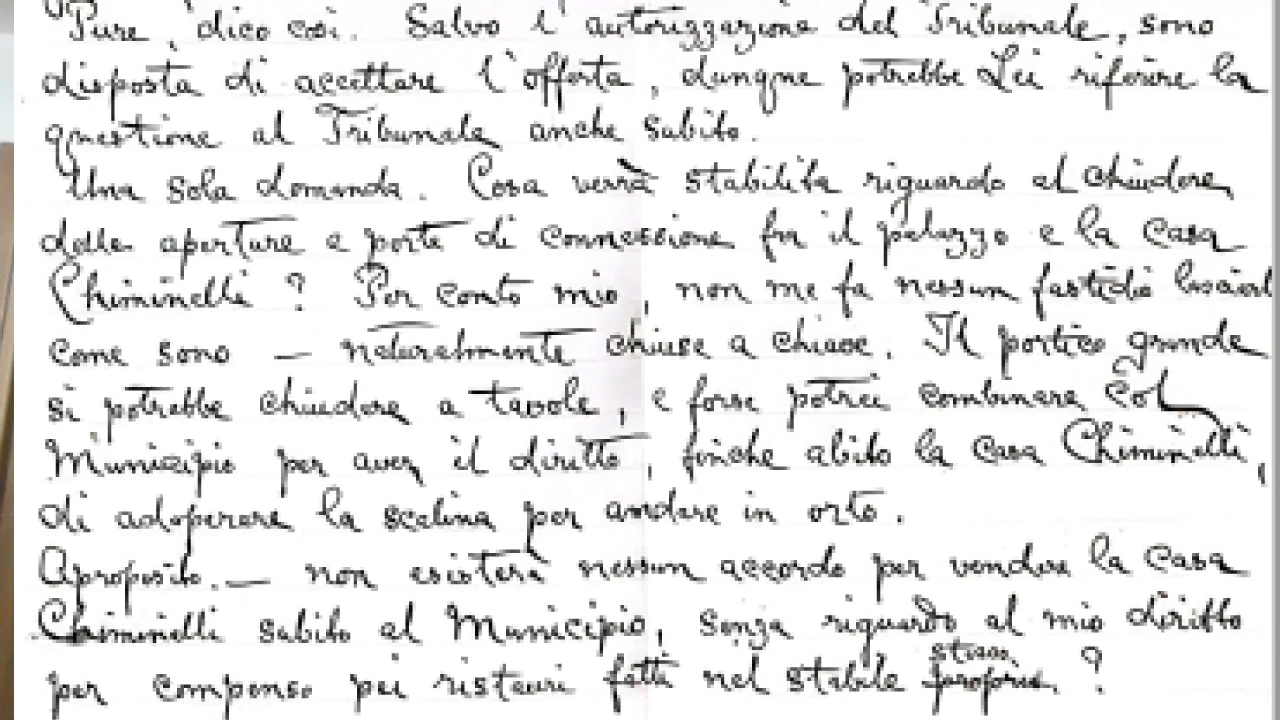 Pure, dico così. Salvo l'autorizzazione del Tribunale, sono
disposta di accettare l'offerta, dunque potrebbe Lei riferire la
questione al Tribunale anche subito.
Una sola domanda. Cosa verrà stabilita riguardo al chiudere
delle aperture e porte di connessione fra il palazzo e la Casa
Chiminelli? Per conto mio, non me fa nessum fastidio
come sono — naturalmente chiuse a chiave. Il portico grande
si potrebbe chiudere a tavole, e forse potrei combinare col
Municipio per aver il diritto, finche abito la Casa Chiminelli,
di adoperare la scalina per andare in orto.
Aproposito. — non esisterà nessun accordo per vendere la Casa
Chiminelli subito al Municipio, senza riguardo al mio diritto
per compenso pei ristauri fatti nel stabile stesso ?